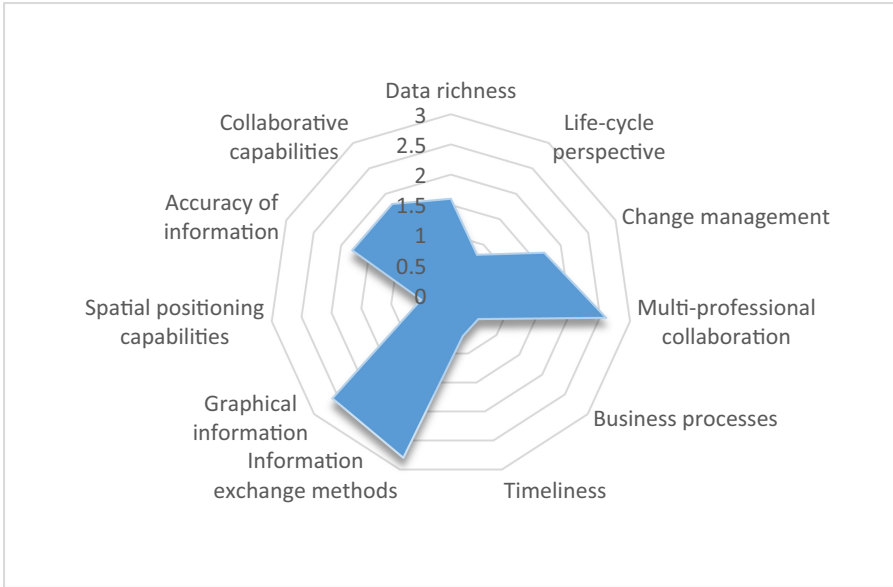 Data richness
Life-cycle
perspective
Change management
Multi-professional
collaboration
Business processes
Timeliness
Information
exchange methods
Graphical
information
Spatial positioning
capabilities
Accuracy of
information
Collaborative
capabilities
3
2.5
2
1.5
1
0.5
0